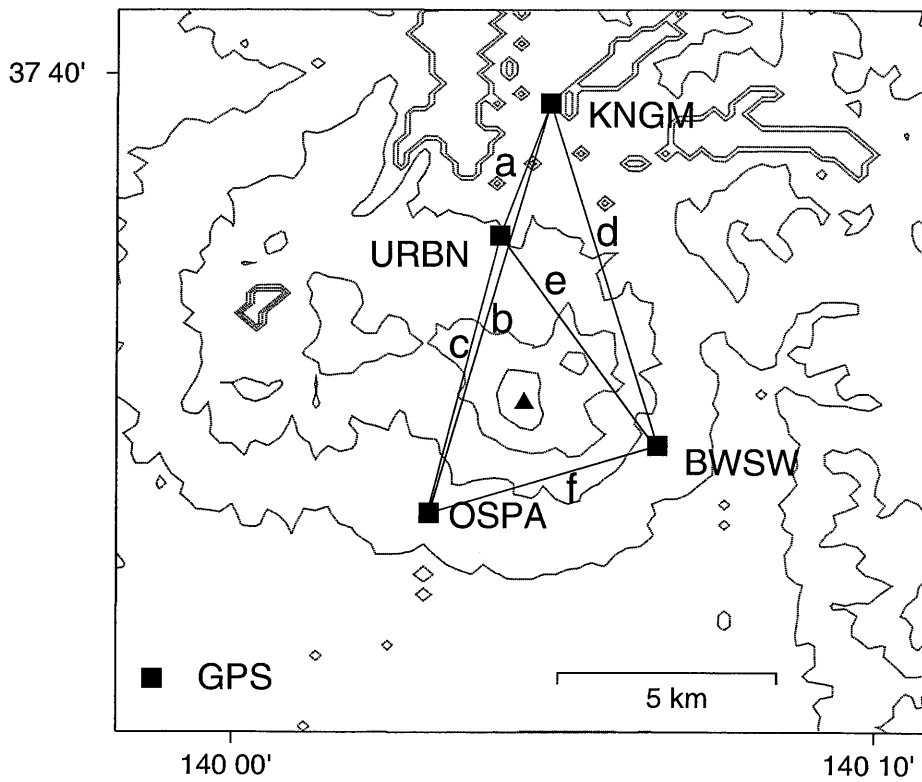 37 40'
KNGM
a
d
URBN
e
b
c
BWSW
f
OSPA
GPS
5 km
140 00'
140 10'